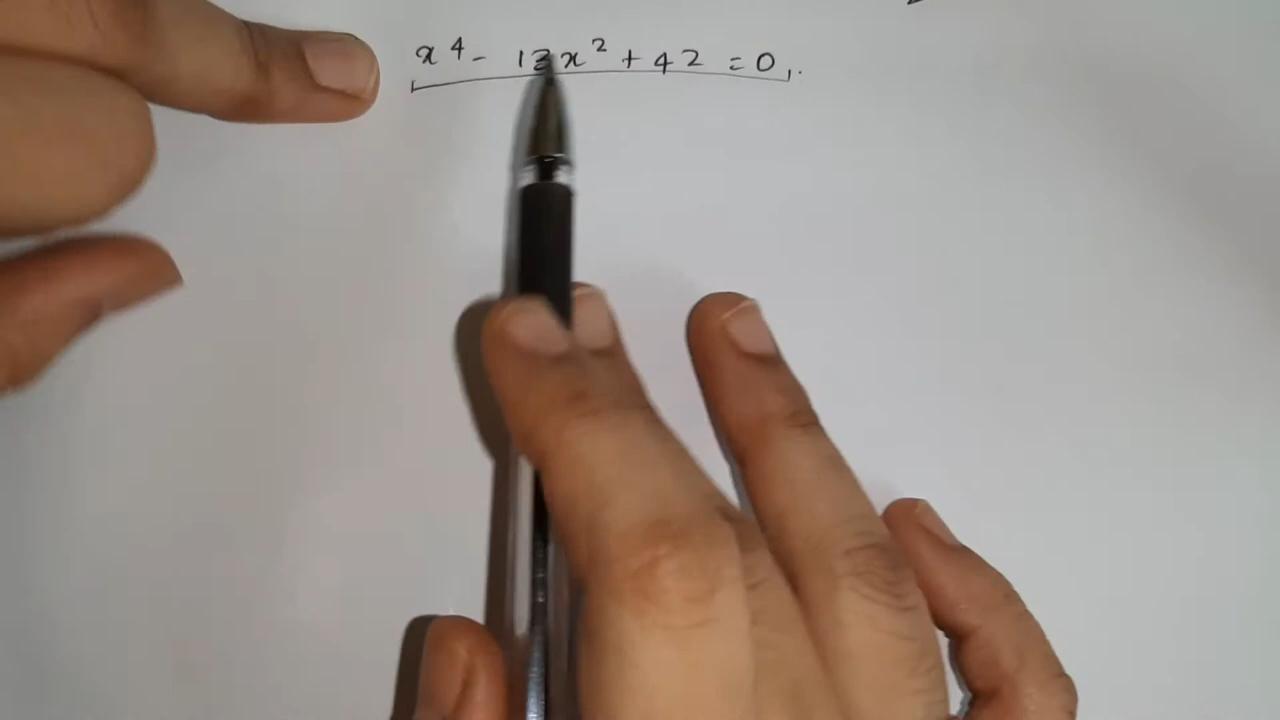 x⁴ - 13x² + 42 = 0,.